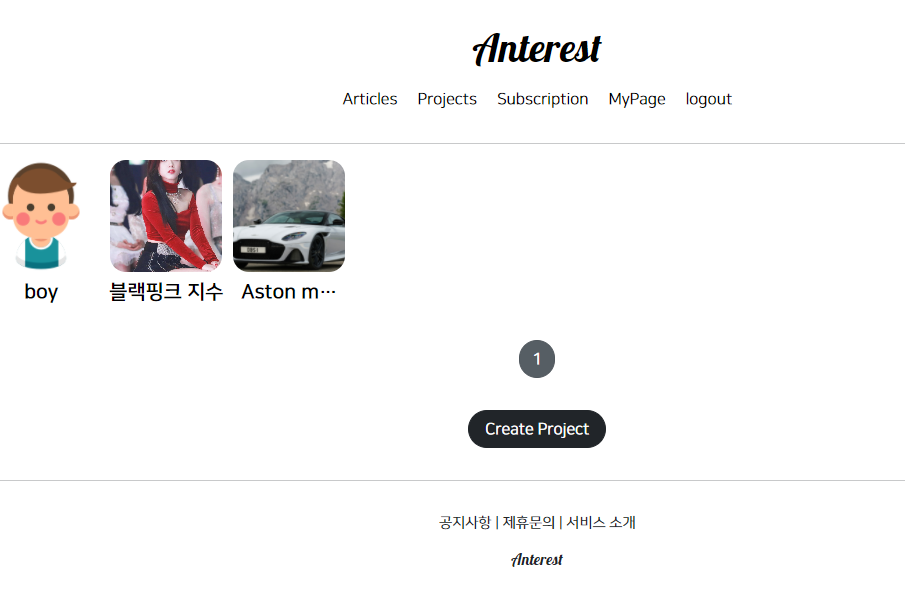 Anterest
Articles Projects Subscription MyPage logout
boy 블랙핑크 지수 Aston m···
1
Create Project
공지사항 | 제휴문의 | 서비스 소개
Anterest